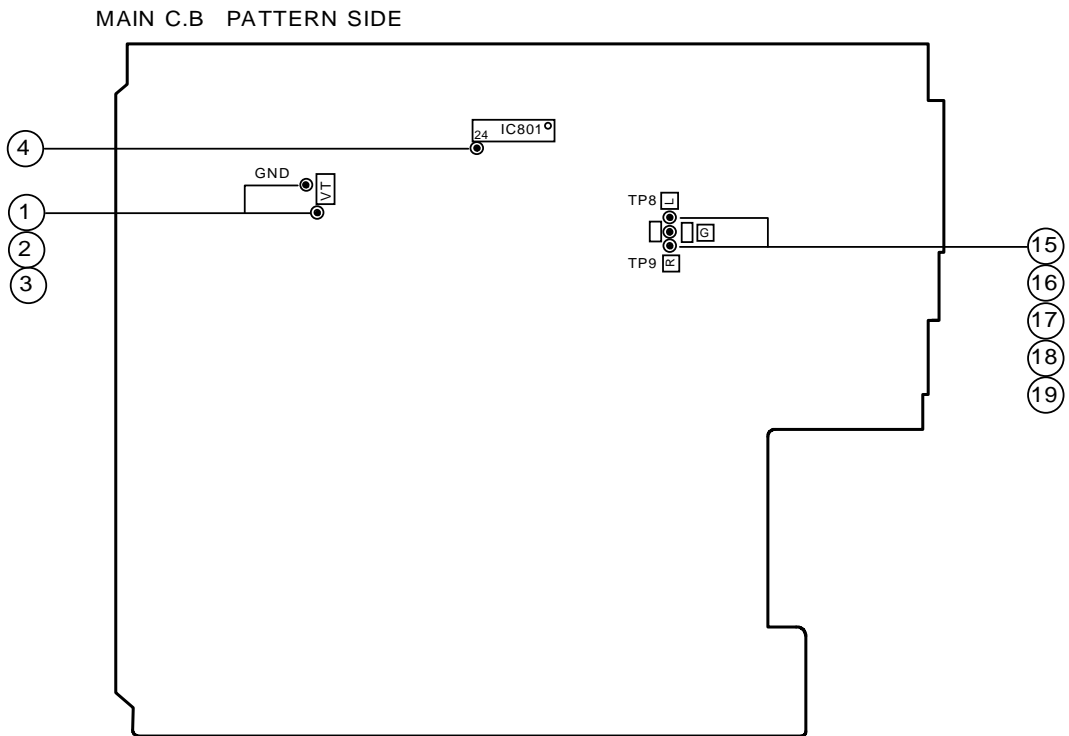 MAIN C.B PATTERN SIDE
IC801
24
4
GND
VT
1
2
3
TP8 L
G
TP9 R
15
16
17
18
19